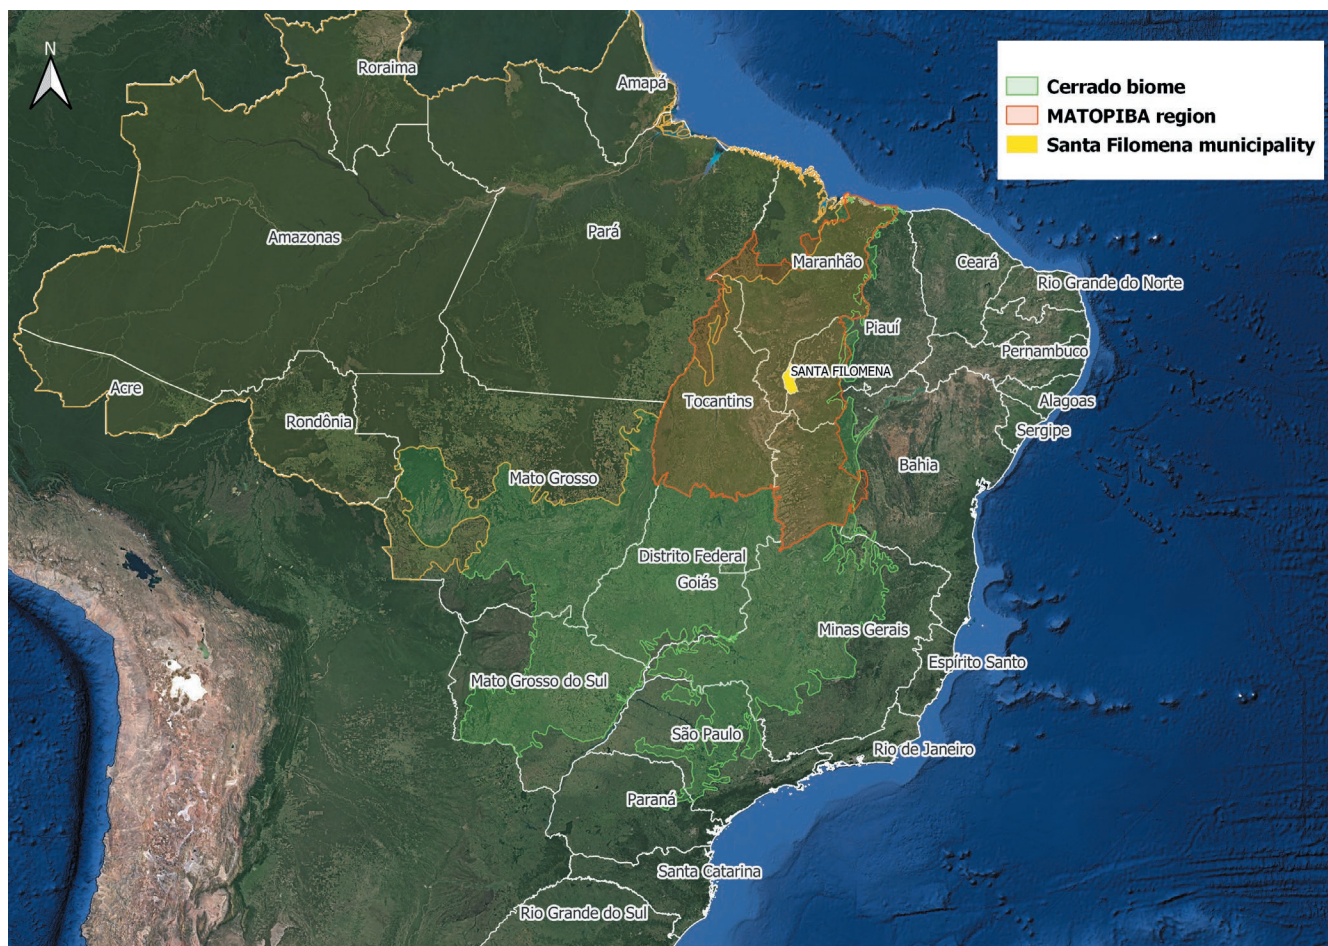 N
Roraima
Amapá
Cerrado biome
MATOPIBA region
Santa Filomena municipality
Amazonas
Pará
Maranhão
Ceará
Rio Grande do Norte
Piauí
Pernambuco
SANTA FILOMENA
Acre
Tocantins
Alagoas
Rondônia
Sergipe
Mato Grosso
Bahia
Distrito Federal
Goiás
Minas Gerais
Espírito Santo
Mato Grosso do Sul
São Paulo
Rio de Janeiro
Paraná
Santa Catarina
Rio Grande do Sul